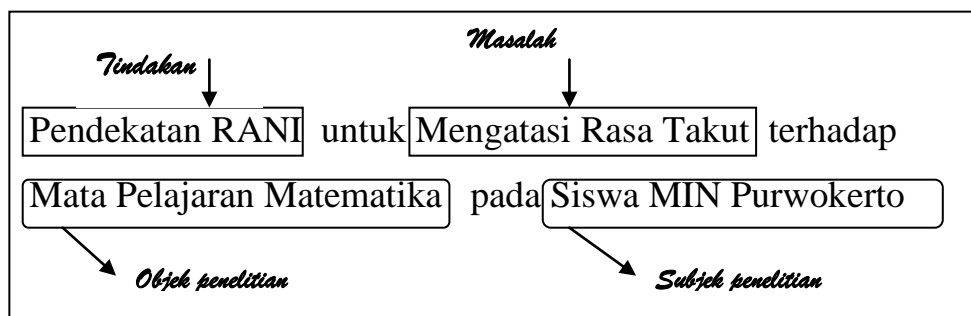 Masalah
Tindakan
Pendekatan RANI untuk Mengatasi Rasa Takut terhadap
Mata Pelajaran Matematika pada Siswa MIN Purwokerto
Objek penelitian Subjek penelitian